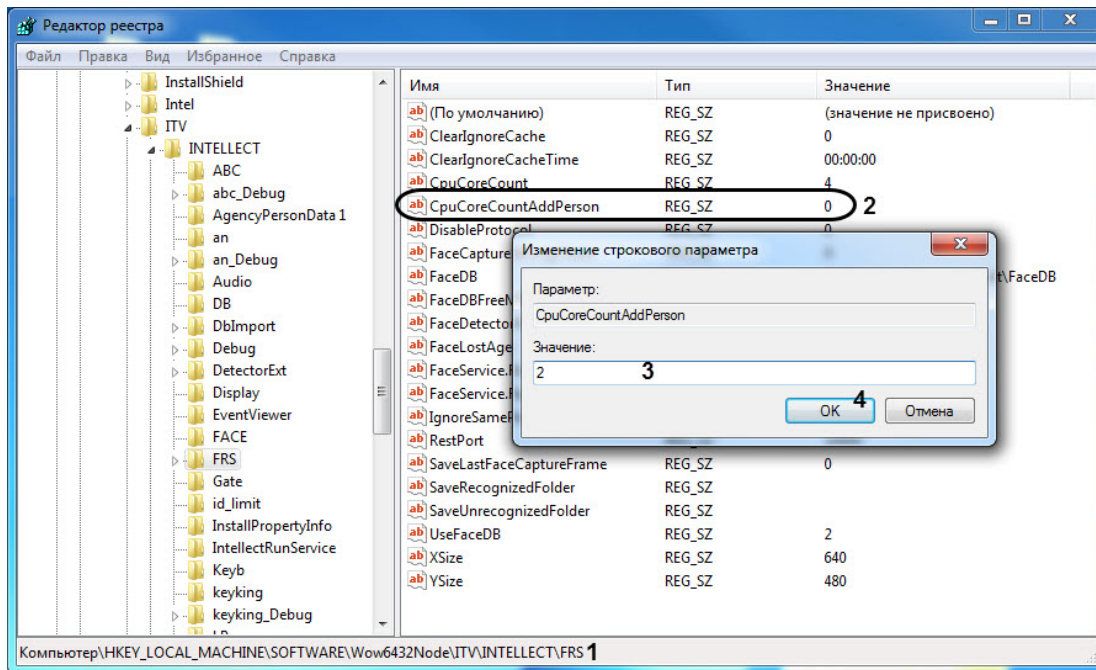 Редактор реестра
Файл Правка Вид Избранное Справка
InstallShield
Intel
ITV
INTELLECT
ABC
abc_Debug
AgencyPersonData 1
an
an_Debug
Audio
DB
DbImport
Debug
DetectorExt
Display
EventViewer
FACE
FRS
Gate
id_limit
InstallPropertyInfo
IntellectRunService
Keyb
keyking
keyking_Debug
Имя Тип Значение
(По умолчанию) REG_SZ (значение не присвоено)
ClearIgnoreCache REG_SZ 0
ClearIgnoreCacheTime REG_SZ 00:00:00
CpuCoreCount REG_SZ 4
CpuCoreCountAddPerson REG_SZ 0 2
DisableProtocol REG_SZ 0
FaceCapture
FaceDB t\FaceDB
FaceDBFree
FaceDetecto
FaceLostAge
FaceService.
FaceService.
IgnoreSame
RestPort
SaveLastFaceCaptureFrame REG_SZ 0
SaveRecognizedFolder REG_SZ
SaveUnrecognizedFolder REG_SZ
UseFaceDB REG_SZ 2
XSize REG_SZ 640
YSize REG_SZ 480
Изменение строкового параметра
Параметр:
CpuCoreCountAddPerson
Значение:
2 3
OK 4 Отмена
Компьютер\HKEY_LOCAL_MACHINE\SOFTWARE\Wow6432Node\ITV\INTELLECT\FRS 1